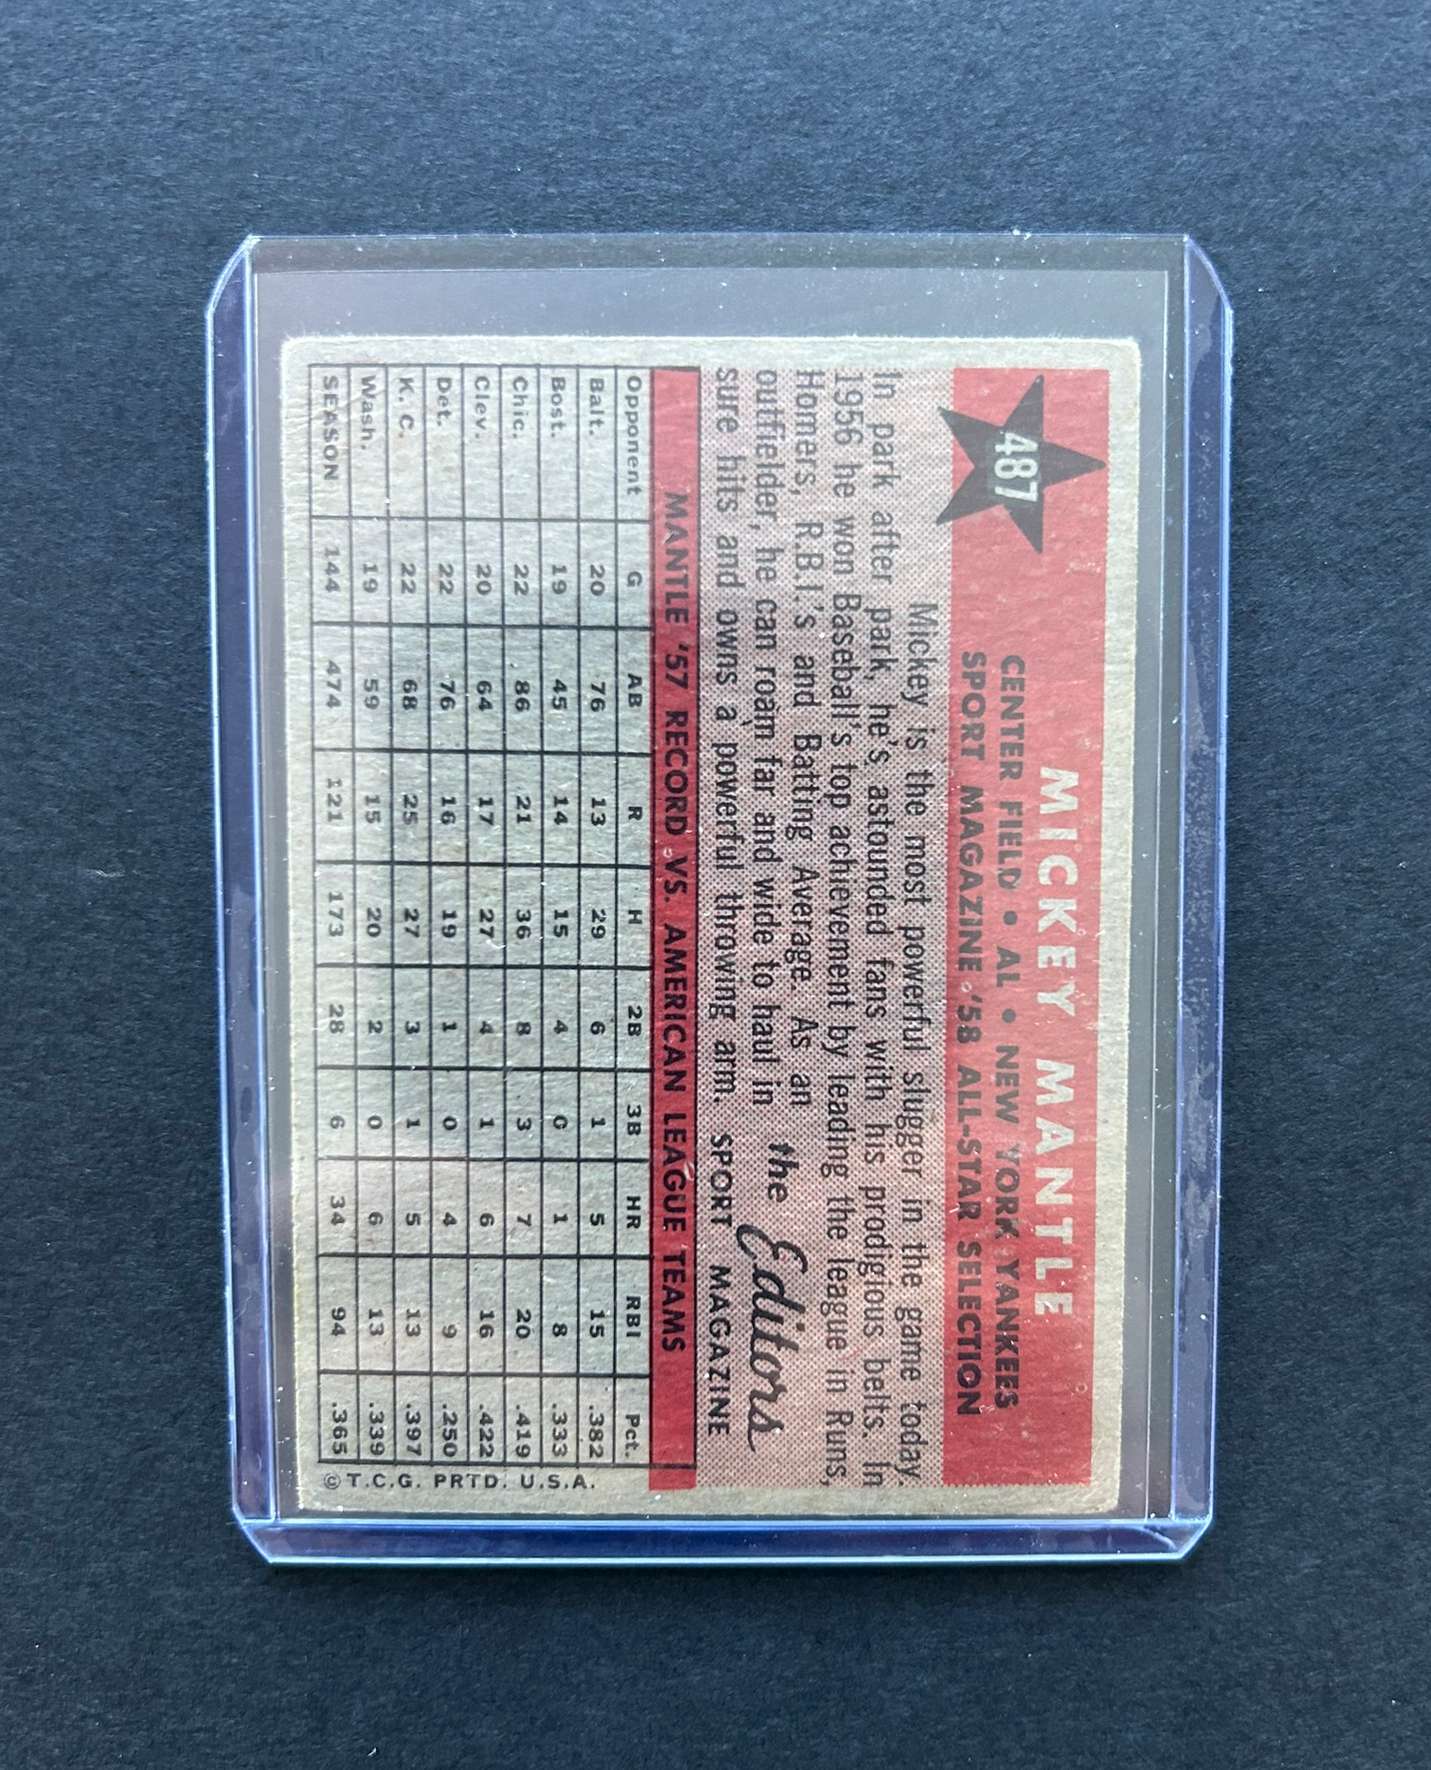 487
MICKEY MANTLE
CENTER FIELD • AL • NEW YORK YANKEES
SPORT MAGAZINE '58 ALL-STAR SELECTION
Mickey is the most powerful slugger in the game today.
In park after park, he's astounded fans with his prodigious belts. In
1956 he won Baseball's top achievement by leading the league in Runs,
Homers, R.B.I.'s and Batting Average. As an
outfielder, he can roam far and wide to haul in
sure hits and owns a powerful throwing arm.
the Editors
SPORT MAGAZINE
MANTLE '57 RECORD VS. AMERICAN LEAGUE TEAMS
Opponent G AB R H 2B 3B HR RBI Pct.
Balt. 20 76 13 29 6 1 5 15 .382
Bost. 19 45 14 15 4 0 1 8 .333
Chic. 22 86 21 36 8 3 7 20 .419
Clev. 20 64 17 27 4 1 6 16 .422
Det. 22 76 16 19 1 0 4 9 .250
K. C. 22 68 25 27 3 1 5 13 .397
Wash. 19 59 15 20 2 0 6 13 .339
SEASON 144 474 121 173 28 6 34 94 .365
© T.C.G. PRTD. U.S.A.